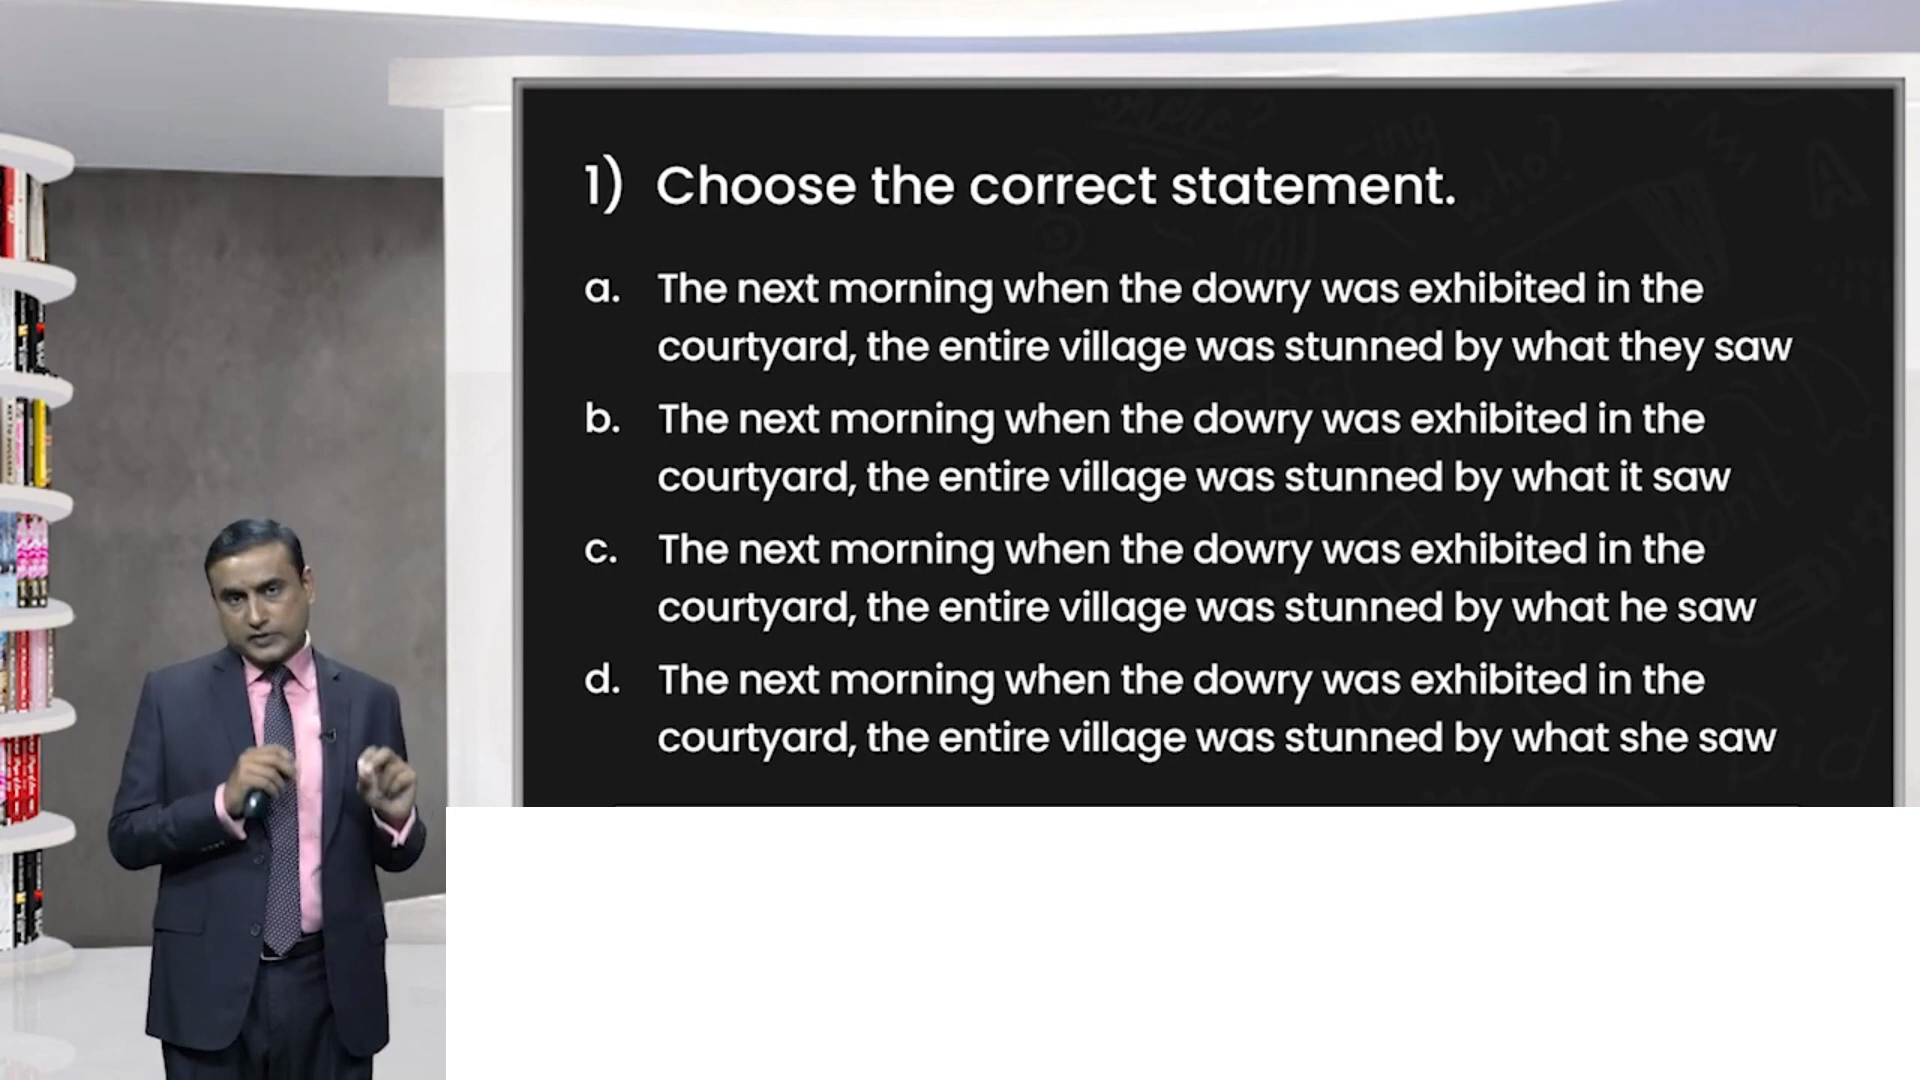 1) Choose the correct statement.
a. The next morning when the dowry was exhibited in the
courtyard, the entire village was stunned by what they saw
b. The next morning when the dowry was exhibited in the
courtyard, the entire village was stunned by what it saw
c. The next morning when the dowry was exhibited in the
courtyard, the entire village was stunned by what he saw
d. The next morning when the dowry was exhibited in the
courtyard, the entire village was stunned by what she saw